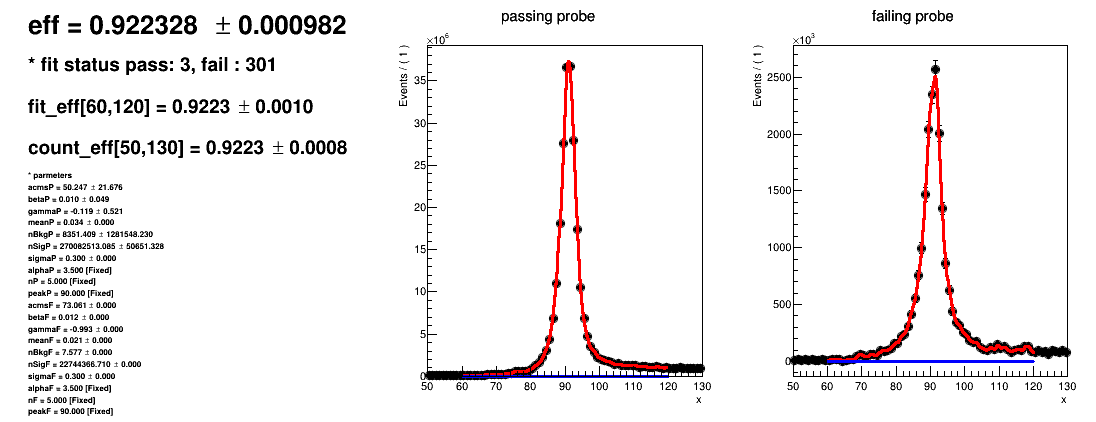 eff = 0.922328 ± 0.000982
* fit status pass: 3, fail : 301
fit_eff[60,120] = 0.9223 ± 0.0010
count_eff[50,130] = 0.9223 ± 0.0008
* parmeters
acmsP = 50.247 ± 21.676
betaP = 0.010 ± 0.049
gammaP = -0.119 ± 0.521
meanP = 0.034 ± 0.000
nBkgP = 8351.409 ± 1281548.230
nSigP = 270082513.085 ± 50651.328
sigmaP = 0.300 ± 0.000
alphaP = 3.500 [Fixed]
nP = 5.000 [Fixed]
peakP = 90.000 [Fixed]
acmsF = 73.061 ± 0.000
betaF = 0.012 ± 0.000
gammaF = -0.993 ± 0.000
meanF = 0.021 ± 0.000
nBkgF = 7.577 ± 0.000
nSigF = 22744366.710 ± 0.000
sigmaF = 0.300 ± 0.000
alphaF = 3.500 [Fixed]
nF = 5.000 [Fixed]
peakF = 90.000 [Fixed]
passing probe
×10⁶
Events / ( 1 )
35
30
25
20
15
10
5
0
50 60 70 80 90 100 110 120 130
x
failing probe
×10³
Events / ( 1 )
2500
2000
1500
1000
500
0
50 60 70 80 90 100 110 120 130
x